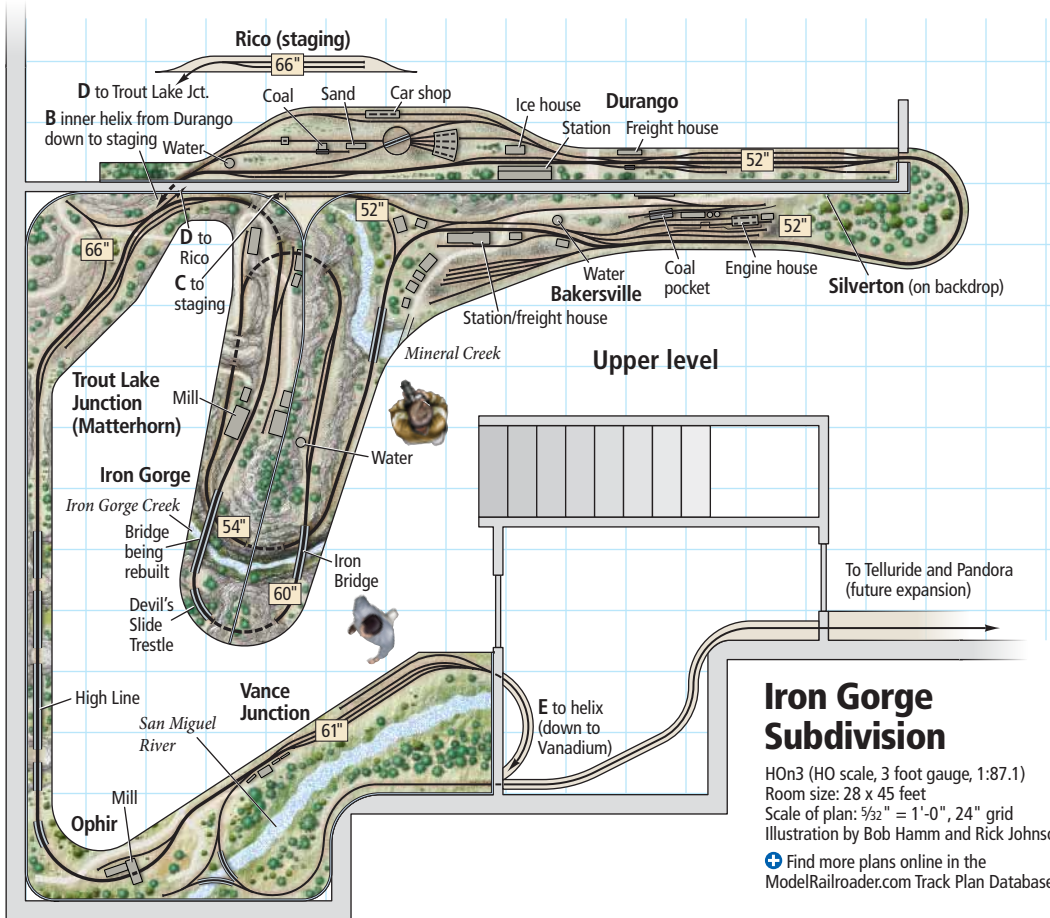 Rico (staging)
66"
D to Trout Lake Jct.
B inner helix from Durango
down to staging
Water
Coal
Sand
Car shop
Ice house
Durango
Station
Freight house
52"
52"
52"
66"
D to
Rico
C to
staging
Water
Bakersville
Coal
pocket
Engine house
Silverton (on backdrop)
Station/freight house
Mineral Creek
Upper level
Trout Lake
Junction
(Matterhorn)
Mill
Water
Iron Gorge
Iron Gorge Creek
Bridge
being
rebuilt
54"
Iron
Bridge
60"
Devil's
Slide
Trestle
To Telluride and Pandora
(future expansion)
High Line
Vance
Junction
San Miguel
River
61"
E to helix
(down to
Vanadium)
Mill
Ophir
Iron Gorge
Subdivision
HOn3 (HO scale, 3 foot gauge, 1:87.1)
Room size: 28 x 45 feet
Scale of plan: 5/32" = 1'-0", 24" grid
Illustration by Bob Hamm and Rick Johnso
Find more plans online in the
ModelRailroader.com Track Plan Database